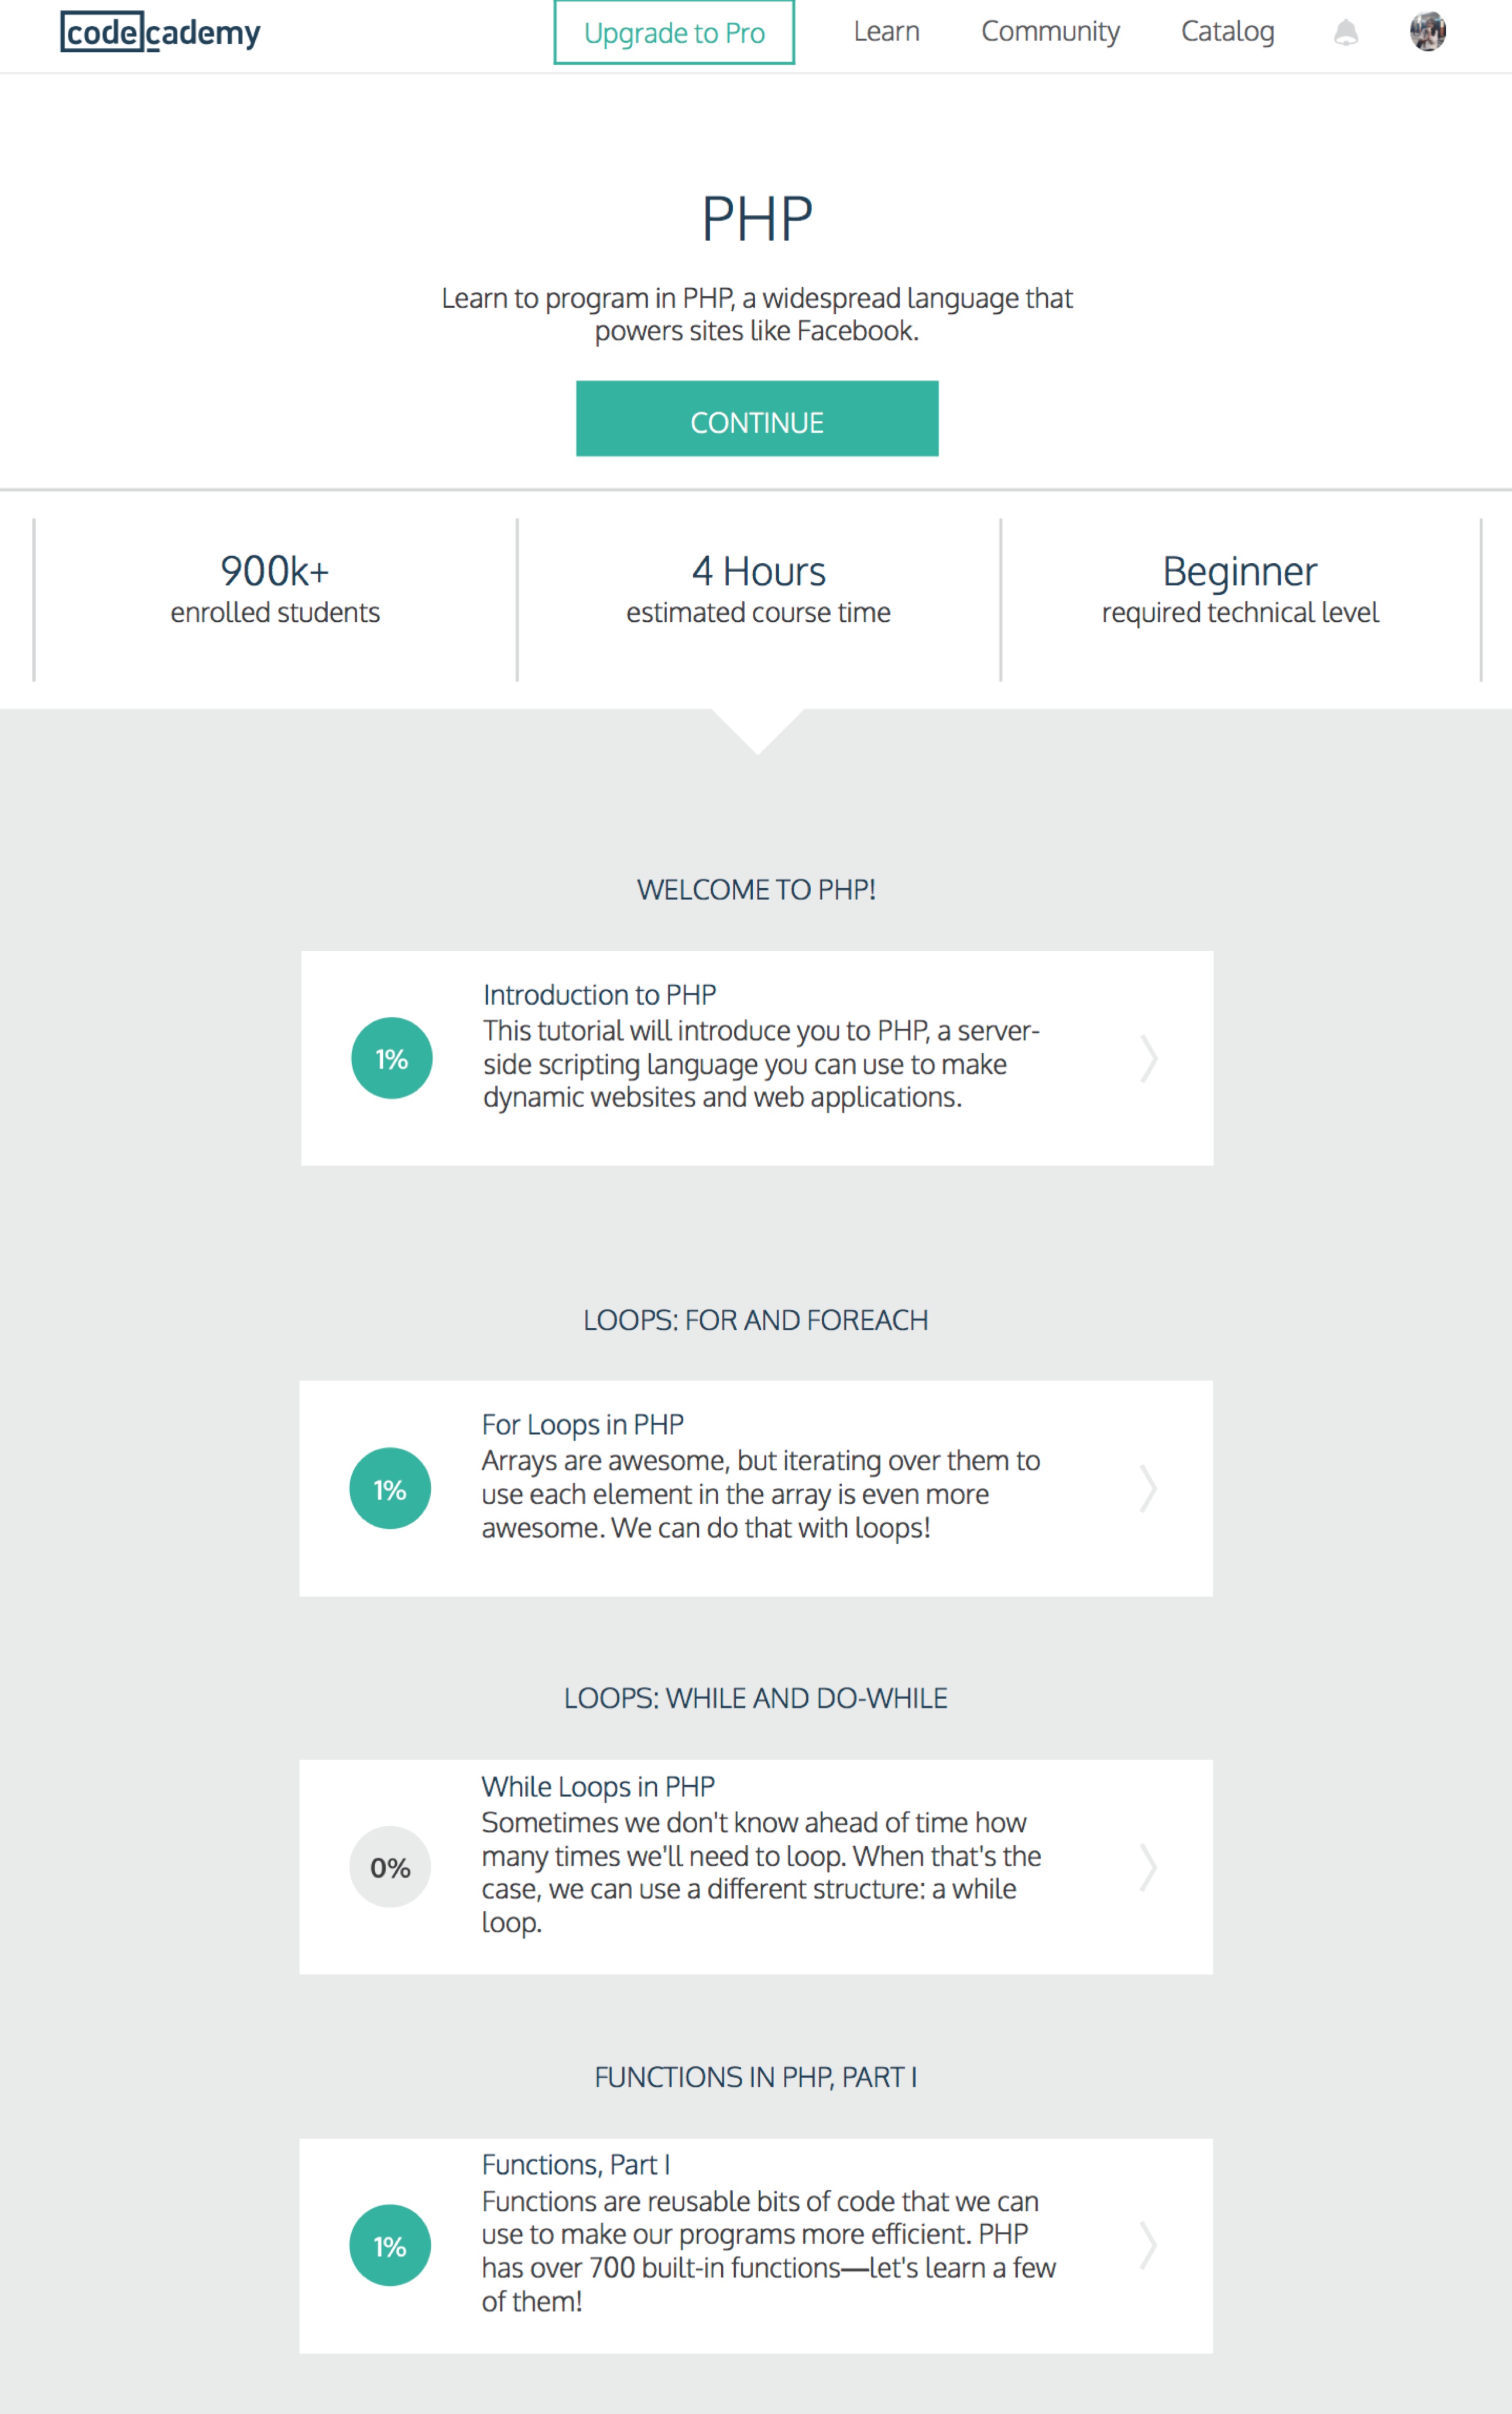 codecademy
Upgrade to Pro
Learn
Community
Catalog
PHP
Learn to program in PHP, a widespread language that
powers sites like Facebook.
CONTINUE
900k+
enrolled students
4 Hours
estimated course time
Beginner
required technical level
WELCOME TO PHP!
1%
Introduction to PHP
This tutorial will introduce you to PHP, a server-
side scripting language you can use to make
dynamic websites and web applications.
LOOPS: FOR AND FOREACH
1%
For Loops in PHP
Arrays are awesome, but iterating over them to
use each element in the array is even more
awesome. We can do that with loops!
LOOPS: WHILE AND DO-WHILE
0%
While Loops in PHP
Sometimes we don't know ahead of time how
many times we'll need to loop. When that's the
case, we can use a different structure: a while
loop.
FUNCTIONS IN PHP, PART I
1%
Functions, Part I
Functions are reusable bits of code that we can
use to make our programs more efficient. PHP
has over 700 built-in functions—let's learn a few
of them!